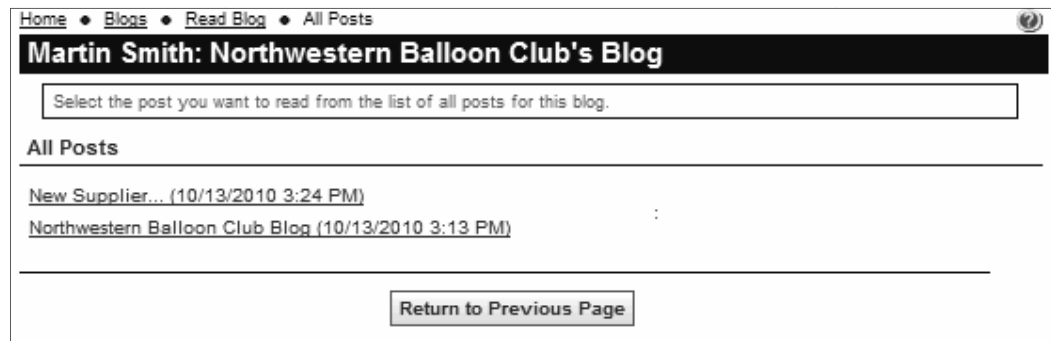 Home ● Blogs ● Read Blog ● All Posts ?
Martin Smith: Northwestern Balloon Club's Blog
Select the post you want to read from the list of all posts for this blog.
All Posts
New Supplier... (10/13/2010 3:24 PM)
:
Northwestern Balloon Club Blog (10/13/2010 3:13 PM)
Return to Previous Page